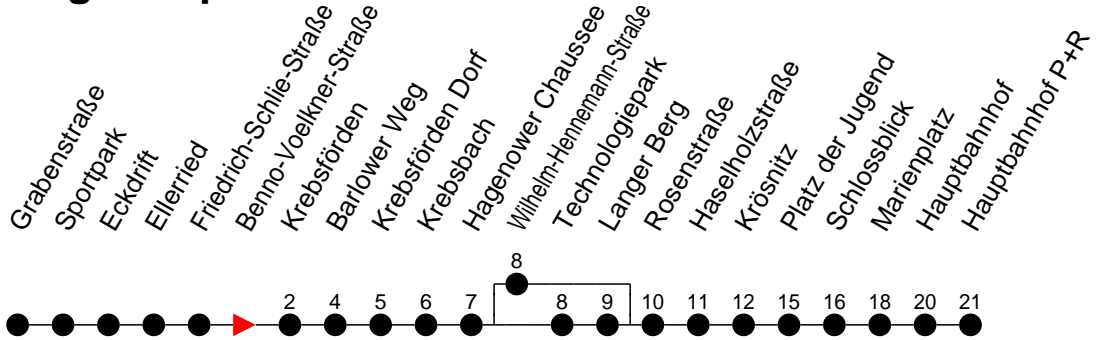 Grabenstraße
Sportpark
Eckdrift
Ellerried
Friedrich-Schlie-Straße
Benno-Voelkner-Straße
Krebsförden
Barlower Weg
Krebsförden Dorf
Krebsbach
Hagenower Chaussee
Wilhelm-Hennemann-Straße
Technologiepark
Langer Berg
Rosenstraße
Haselholzstraße
Krösnitz
Platz der Jugend
Schlossblick
Marienplatz
Hauptbahnhof
Hauptbahnhof P+R
8
2 4 5 6 7 8 9 10 11 12 15 16 18 20 21